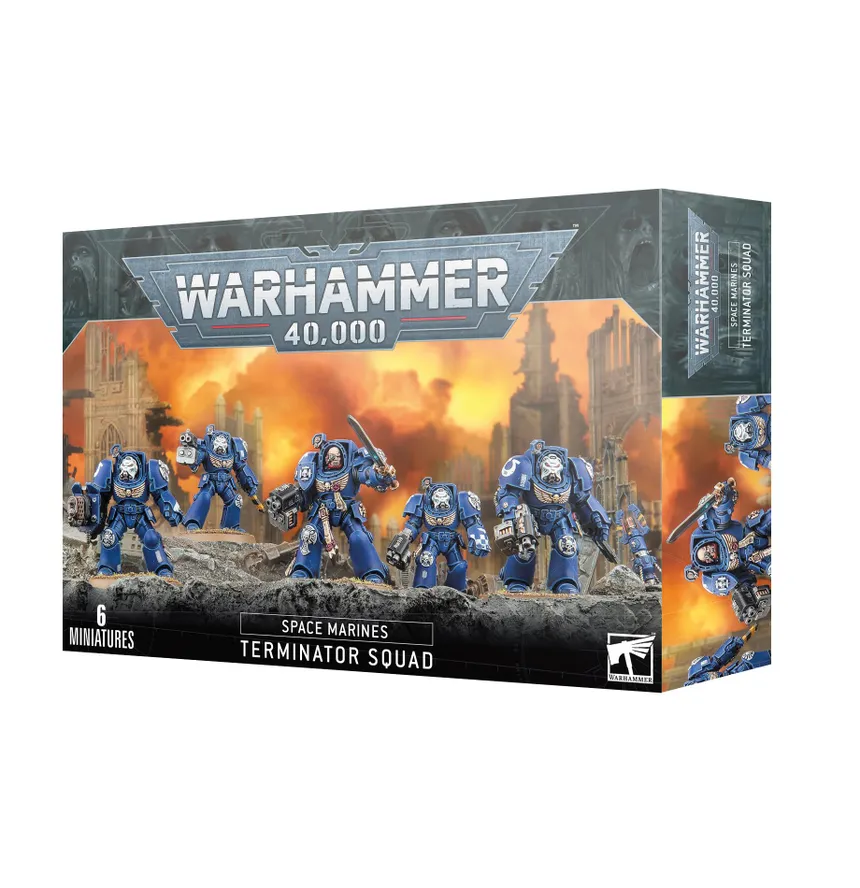 WARHAMMER
40,000
6
MINIATURES
SPACE MARINES
TERMINATOR SQUAD
WARHAMMER
WARHAMMER
40,000
SPACE MARINES
TERMINATOR SQUAD